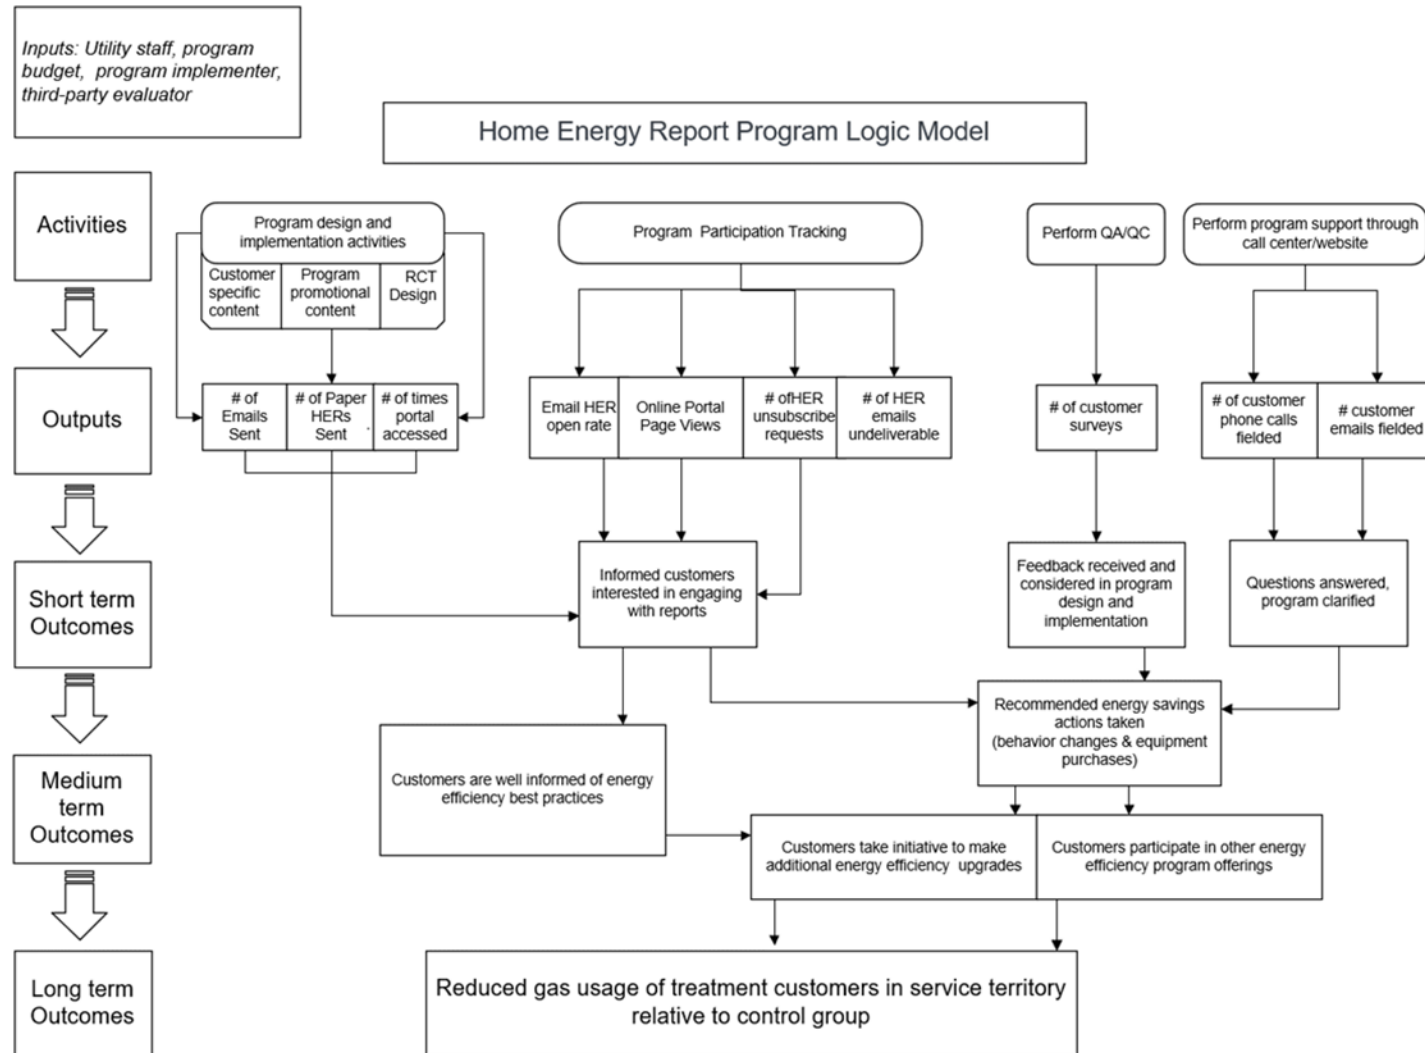 Inputs: Utility staff, program
budget, program implementer,
third-party evaluator
Home Energy Report Program Logic Model
Activities
Program design and
implementation activities
Customer
specific
content
Program
promotional
content
RCT
Design
Program Participation Tracking
Perform QA/QC
Perform program support through
call center/website
Outputs
# of
Emails
Sent
# of Paper
HERs
Sent
# of times
portal
accessed
Email HER
open rate
Online Portal
Page Views
# ofHER
unsubscribe
requests
# of HER
emails
undeliverable
# of customer
surveys
# of customer
phone calls
fielded
# customer
emails fielded
Short term
Outcomes
Informed customers
interested in engaging
with reports
Feedback received and
considered in program
design and
implementation
Questions answered,
program clarified
Recommended energy savings
actions taken
(behavior changes & equipment
purchases)
Medium
term
Outcomes
Customers are well informed of energy
efficiency best practices
Customers take initiative to make
additional energy efficiency upgrades
Customers participate in other energy
efficiency program offerings
Long term
Outcomes
Reduced gas usage of treatment customers in service territory
relative to control group